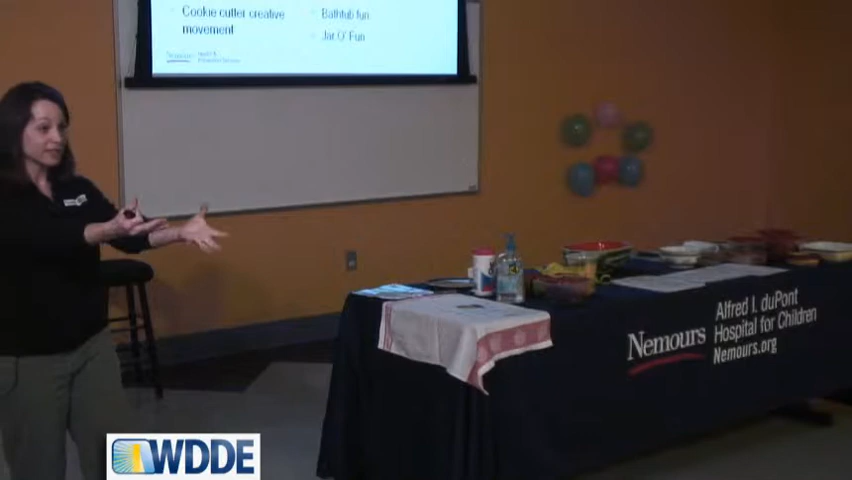 Cookie cutter creative
movement
Bathtub fun
Jar O' Fun
Nemours
Alfred I. duPont
Hospital for Children
Nemours.org
WDDE